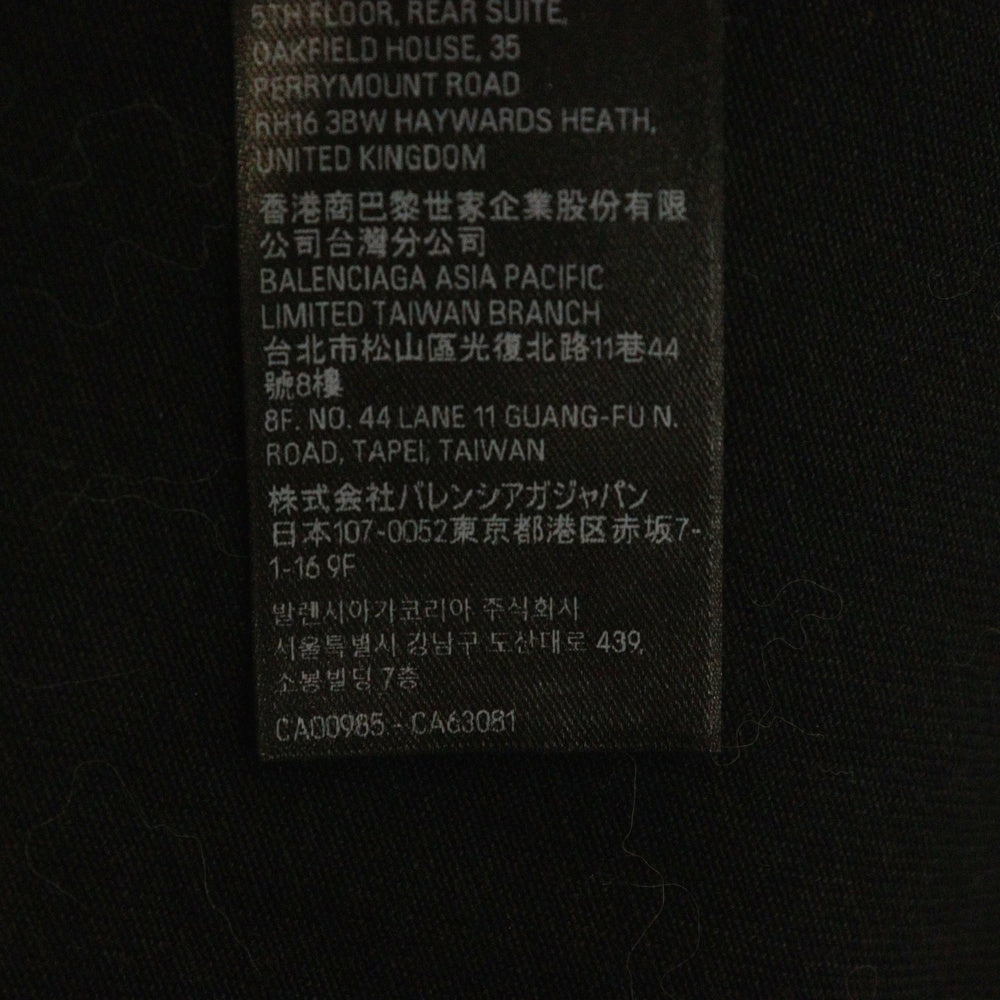 5TH FLOOR, REAR SUITE,
OAKFIELD HOUSE, 35
PERRYMOUNT ROAD
RH16 3BW HAYWARDS HEATH,
UNITED KINGDOM
香港商巴黎世家企業股份有限
公司台灣分公司
BALENCIAGA ASIA PACIFIC
LIMITED TAIWAN BRANCH
台北市松山區光復北路11巷44
號8樓
8F. NO. 44 LANE 11 GUANG-FU N.
ROAD, TAPEI, TAIWAN
株式会社バレンシアガジャパン
日本107-0052東京都港区赤坂7-
1-16 9F
발렌시아가코리아 주식회사
서울특별시 강남구 도산대로 439,
소봉빌딩 7층
CA00985 - CA63081